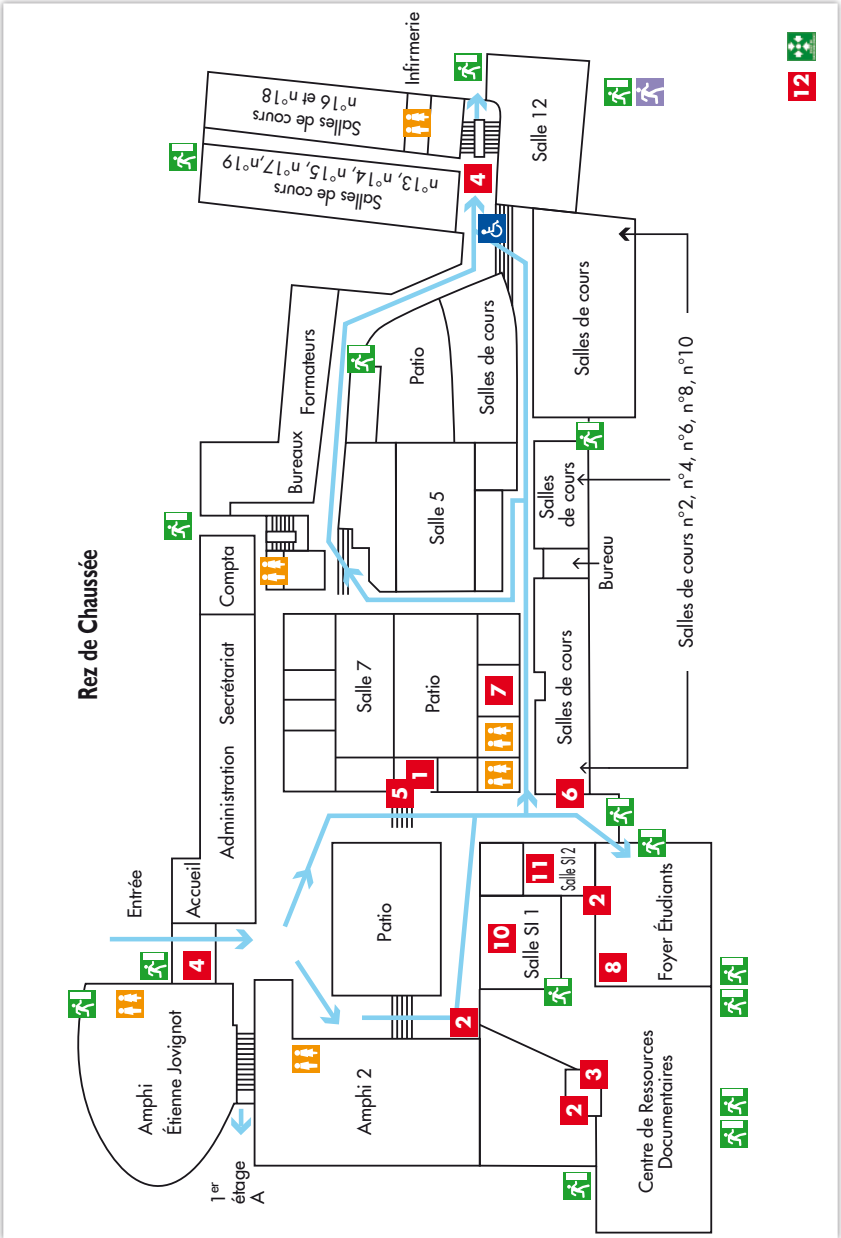 Rez de Chaussée
Entrée
Accueil
4
Administration Secrétariat
Compta
Bureaux Formateurs
Salles de cours
n°13, n°14, n°15, n°17,n°19
Salles de cours
n°16 et n°18
Infirmerie
4
Salle 12
12
Amphi
Étienne Jovignot
1er
étage
A
Amphi 2
Patio
2
5
1
Salle 7
Patio
7
Salle 5
Patio
Salles de cours
Salles de cours
6
Bureau
Salles
de cours
Salles de cours
Salles de cours n°2, n°4, n°6, n°8, n°10
10
Salle SI 1
11
Salle SI 2
2
8
Foyer Étudiants
2
3
Centre de Ressources
Documentaires